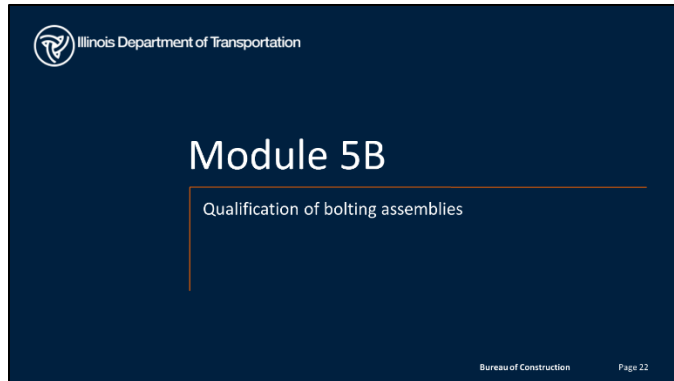 Illinois Department of Transportation
Module 5B
Qualification of bolting assemblies
Bureau of Construction Page 22